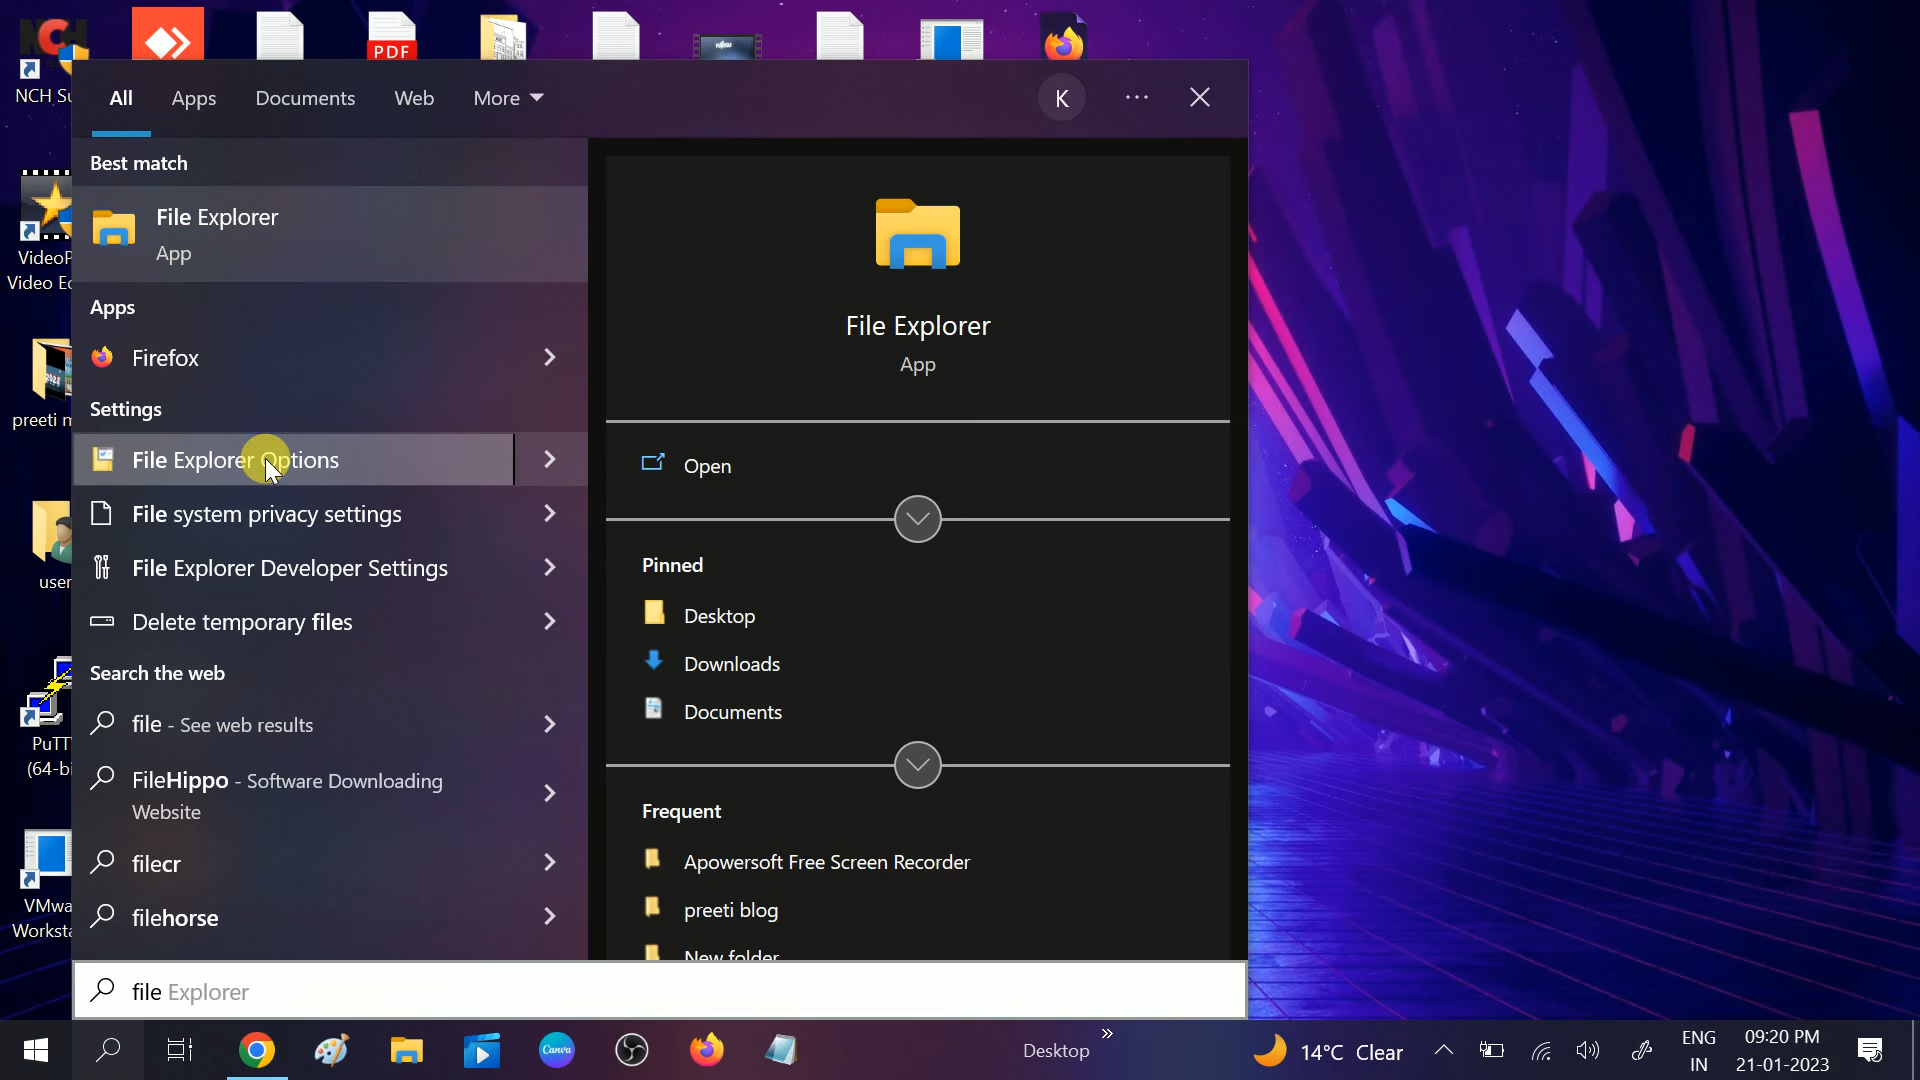 PDF
FUJITSU
NCH Su
All
Apps
Documents
Web
More
K
Best match
File Explorer
App
Apps
Firefox
Settings
File Explorer Options
File system privacy settings
File Explorer Developer Settings
Delete temporary files
Search the web
file - See web results
FileHippo - Software Downloading
Website
filecr
filehorse
File Explorer
App
Open
Pinned
Desktop
Downloads
Documents
Frequent
Apowersoft Free Screen Recorder
preeti blog
New folder
VideoP
Video Ed
preeti m
user
PuTT
(64-bi
VMwa
Worksta
file Explorer
Canva
Desktop
14°C Clear
ENG
IN
09:20 PM
21-01-2023